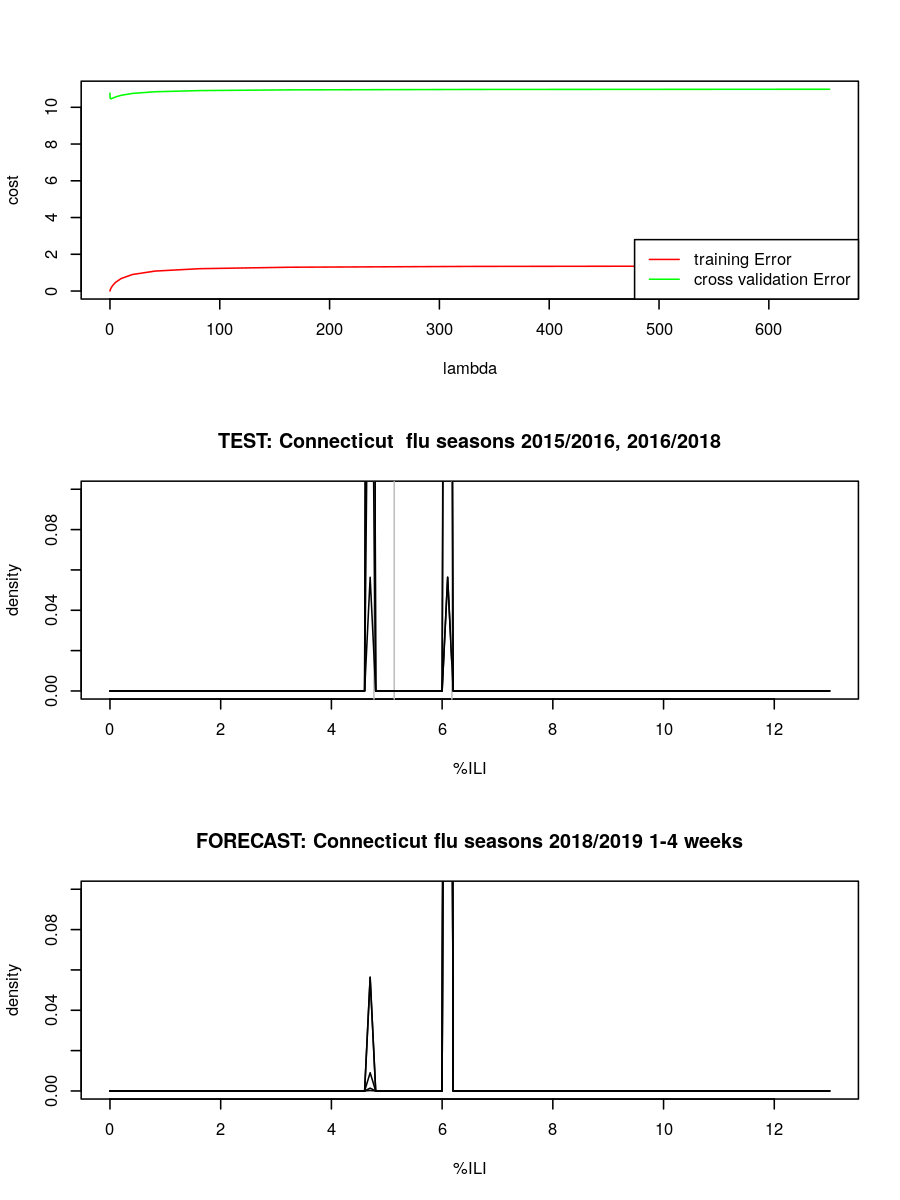 10
8
6
4
2
0
cost
training Error
cross validation Error
0 100 200 300 400 500 600
lambda
TEST: Connecticut  flu seasons 2015/2016, 2016/2018
0.08
0.04
0.00
density
0 2 4 6 8 10 12
%ILI
FORECAST: Connecticut flu seasons 2018/2019 1-4 weeks
0.08
0.04
0.00
density
0 2 4 6 8 10 12
%ILI